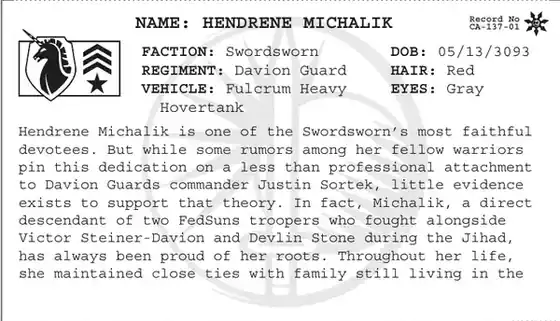 NAME: HENDRENE MICHALIK
Record No
CA-137-01
FACTION: Swordsworn
DOB: 05/13/3093
REGIMENT: Davion Guard
HAIR: Red
VEHICLE: Fulcrum Heavy
Hovertank
EYES: Gray
Hendrene Michalik is one of the Swordsworn's most faithful
devotees. But while some rumors among her fellow warriors
pin this dedication on a less than professional attachment
to Davion Guards commander Justin Sortek, little evidence
exists to support that theory. In fact, Michalik, a direct
descendant of two FedSuns troopers who fought alongside
Victor Steiner-Davion and Devlin Stone during the Jihad,
has always been proud of her roots. Throughout her life,
she maintained close ties with family still living in the